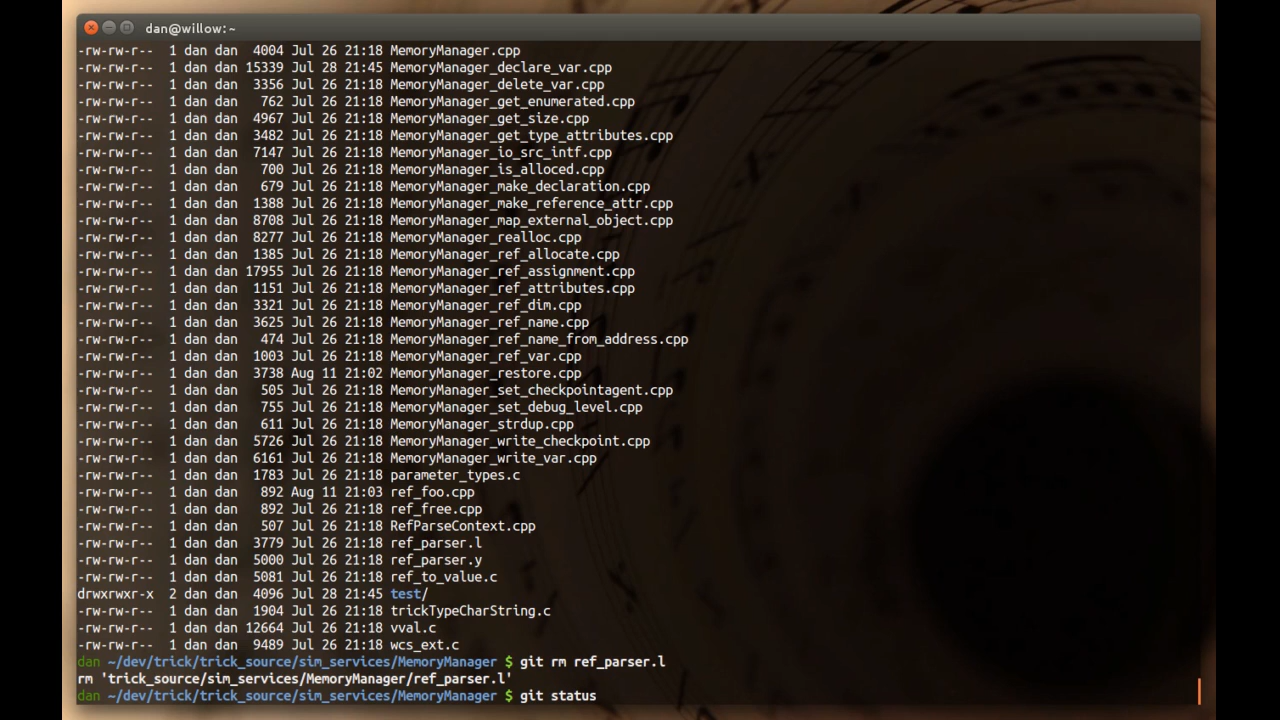 dan@willow: ~
-rw-rw-r-- 1 dan dan 4004 Jul 26 21:18 MemoryManager.cpp
-rw-rw-r-- 1 dan dan 15339 Jul 28 21:45 MemoryManager_declare_var.cpp
-rw-rw-r-- 1 dan dan 3356 Jul 26 21:18 MemoryManager_delete_var.cpp
-rw-rw-r-- 1 dan dan 762 Jul 26 21:18 MemoryManager_get_enumerated.cpp
-rw-rw-r-- 1 dan dan 4967 Jul 26 21:18 MemoryManager_get_size.cpp
-rw-rw-r-- 1 dan dan 3482 Jul 26 21:18 MemoryManager_get_type_attributes.cpp
-rw-rw-r-- 1 dan dan 7147 Jul 26 21:18 MemoryManager_io_src_intf.cpp
-rw-rw-r-- 1 dan dan 700 Jul 26 21:18 MemoryManager_is_alloced.cpp
-rw-rw-r-- 1 dan dan 679 Jul 26 21:18 MemoryManager_make_declaration.cpp
-rw-rw-r-- 1 dan dan 1388 Jul 26 21:18 MemoryManager_make_reference_attr.cpp
-rw-rw-r-- 1 dan dan 8708 Jul 26 21:18 MemoryManager_map_external_object.cpp
-rw-rw-r-- 1 dan dan 8277 Jul 26 21:18 MemoryManager_realloc.cpp
-rw-rw-r-- 1 dan dan 1385 Jul 26 21:18 MemoryManager_ref_allocate.cpp
-rw-rw-r-- 1 dan dan 17955 Jul 26 21:18 MemoryManager_ref_assignment.cpp
-rw-rw-r-- 1 dan dan 1151 Jul 26 21:18 MemoryManager_ref_attributes.cpp
-rw-rw-r-- 1 dan dan 3321 Jul 26 21:18 MemoryManager_ref_dim.cpp
-rw-rw-r-- 1 dan dan 3625 Jul 26 21:18 MemoryManager_ref_name.cpp
-rw-rw-r-- 1 dan dan 474 Jul 26 21:18 MemoryManager_ref_name_from_address.cpp
-rw-rw-r-- 1 dan dan 1003 Jul 26 21:18 MemoryManager_ref_var.cpp
-rw-rw-r-- 1 dan dan 3738 Aug 11 21:02 MemoryManager_restore.cpp
-rw-rw-r-- 1 dan dan 505 Jul 26 21:18 MemoryManager_set_checkpointagent.cpp
-rw-rw-r-- 1 dan dan 755 Jul 26 21:18 MemoryManager_set_debug_level.cpp
-rw-rw-r-- 1 dan dan 611 Jul 26 21:18 MemoryManager_strdup.cpp
-rw-rw-r-- 1 dan dan 5726 Jul 26 21:18 MemoryManager_write_checkpoint.cpp
-rw-rw-r-- 1 dan dan 6161 Jul 26 21:18 MemoryManager_write_var.cpp
-rw-rw-r-- 1 dan dan 1783 Jul 26 21:18 parameter_types.c
-rw-rw-r-- 1 dan dan 892 Aug 11 21:03 ref_foo.cpp
-rw-rw-r-- 1 dan dan 892 Jul 26 21:18 ref_free.cpp
-rw-rw-r-- 1 dan dan 507 Jul 26 21:18 RefParseContext.cpp
-rw-rw-r-- 1 dan dan 3779 Jul 26 21:18 ref_parser.l
-rw-rw-r-- 1 dan dan 5000 Jul 26 21:18 ref_parser.y
-rw-rw-r-- 1 dan dan 5081 Jul 26 21:18 ref_to_value.c
drwxrwxr-x 2 dan dan 4096 Jul 28 21:45 test/
-rw-rw-r-- 1 dan dan 1904 Jul 26 21:18 trickTypeCharString.c
-rw-rw-r-- 1 dan dan 12664 Jul 26 21:18 vval.c
-rw-rw-r-- 1 dan dan 9489 Jul 26 21:18 wcs_ext.c
dan ~/dev/trick/trick_source/sim_services/MemoryManager $ git rm ref_parser.l
rm 'trick_source/sim_services/MemoryManager/ref_parser.l'
dan ~/dev/trick/trick_source/sim_services/MemoryManager $ git status